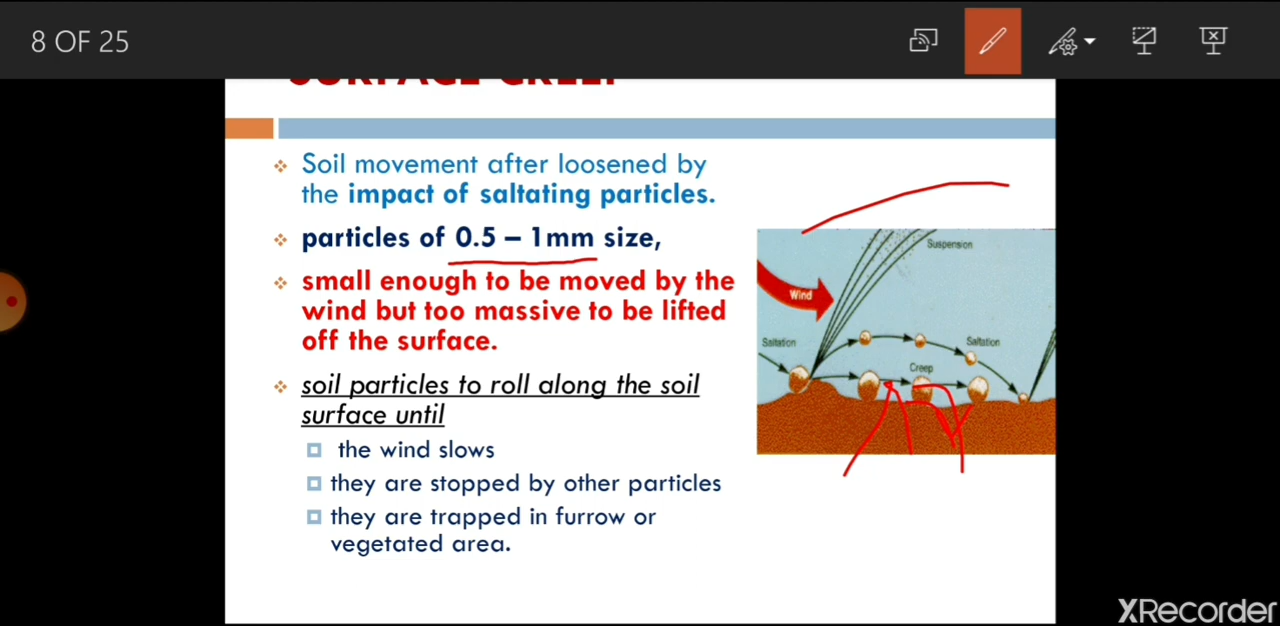 8 OF 25
SURFACE CREEP
Soil movement after loosened by
the impact of saltating particles.
particles of 0.5 – 1mm size,
small enough to be moved by the
wind but too massive to be lifted
off the surface.
soil particles to roll along the soil
surface until
the wind slows
they are stopped by other particles
they are trapped in furrow or
vegetated area.
Suspension
Wind
Saltation
Saltation
Creep
XRecorder